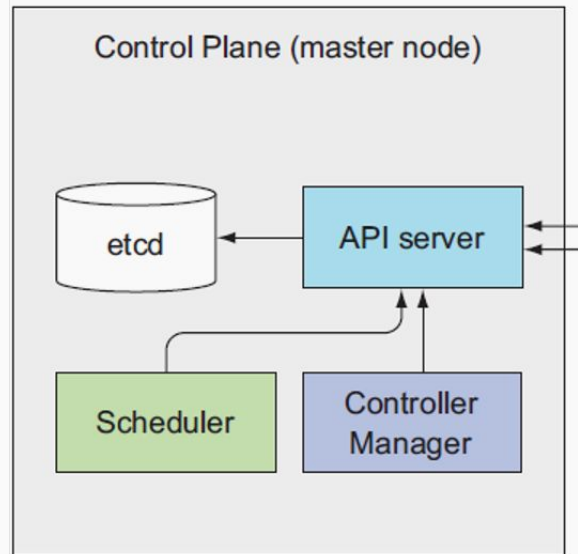 Control Plane (master node)
etcd
API server
Scheduler
Controller
Manager